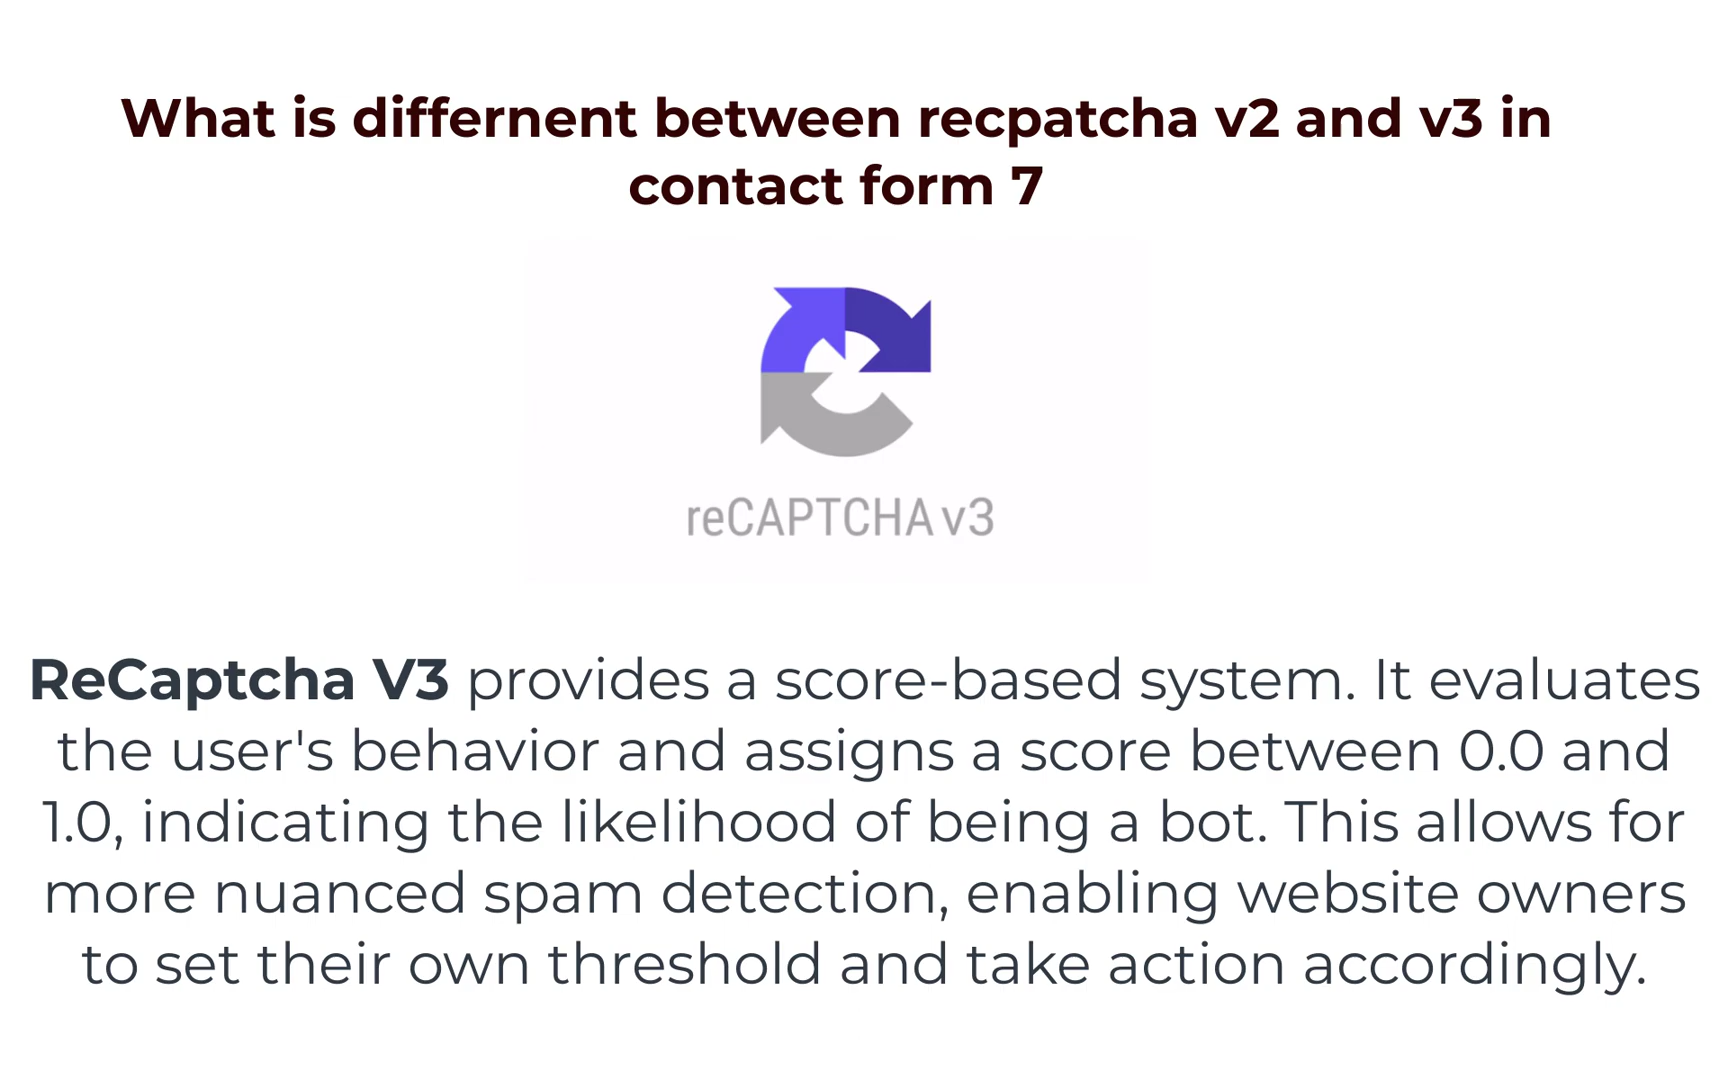 What is differnent between recpatcha v2 and v3 in
contact form 7
reCAPTCHA v3
ReCaptcha V3 provides a score-based system. It evaluates
the user's behavior and assigns a score between 0.0 and
1.0, indicating the likelihood of being a bot. This allows for
more nuanced spam detection, enabling website owners
to set their own threshold and take action accordingly.